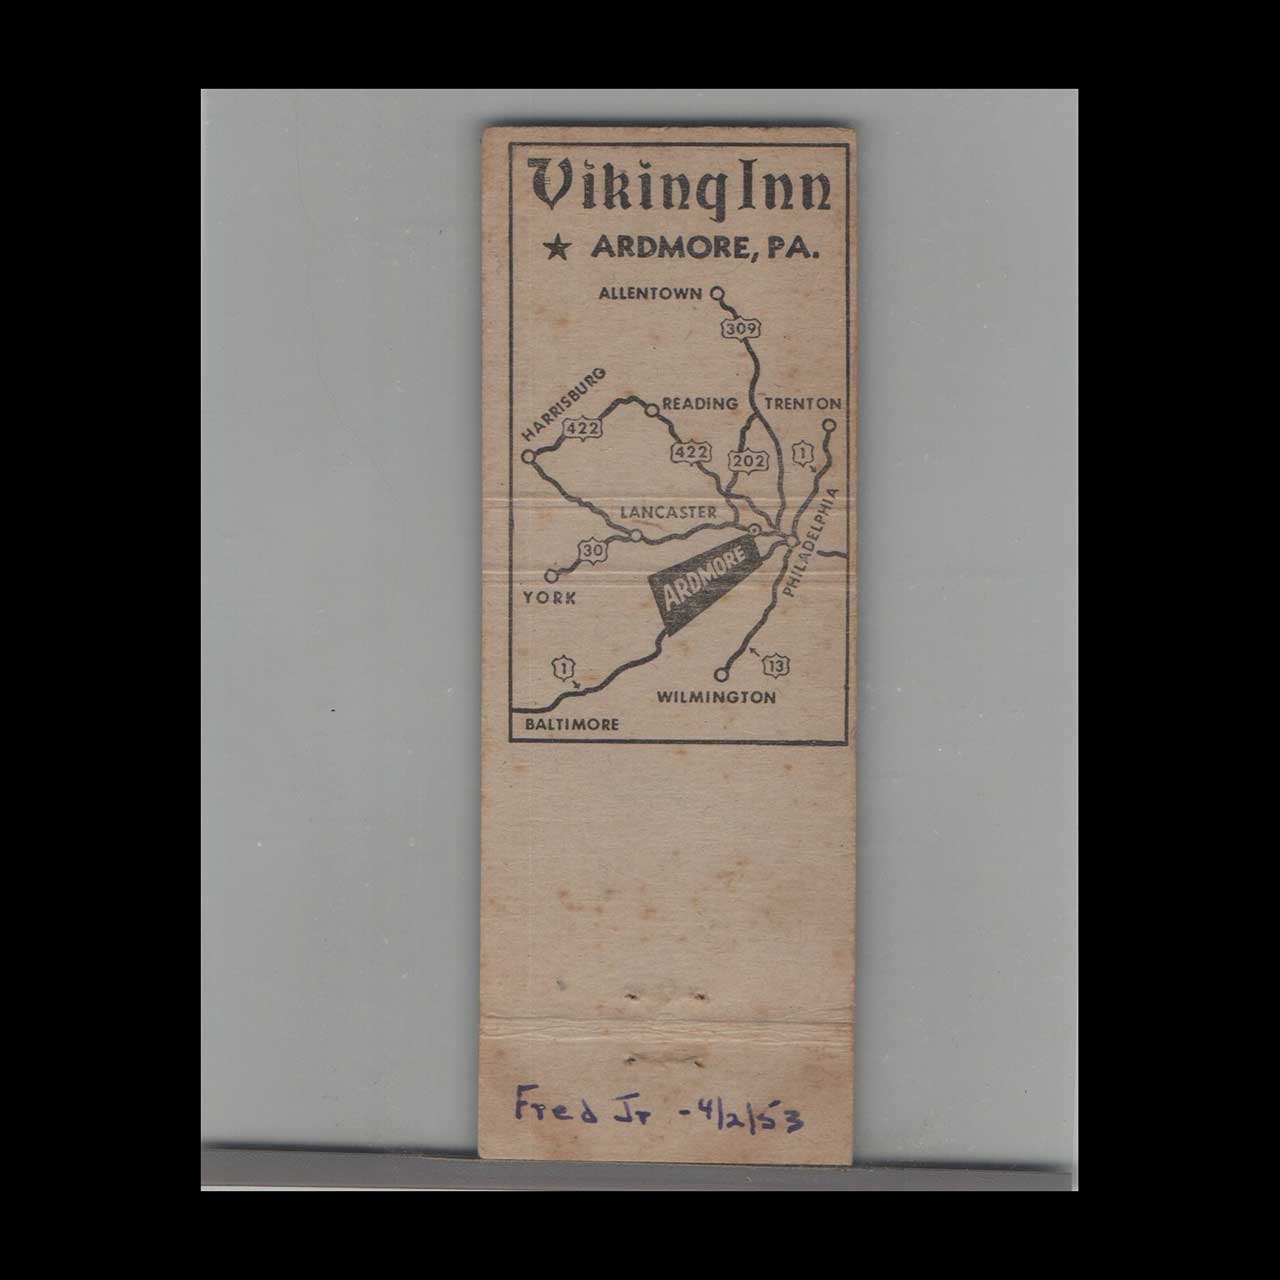 Viking Inn
★ ARDMORE, PA.
ALLENTOWN
309
HARRISBURG
READING
TRENTON
422
422
202
1
LANCASTER
PHILADELPHIA
30
ARDMORE
YORK
1
13
WILMINGTON
BALTIMORE
Fred Jr - 4/2/53